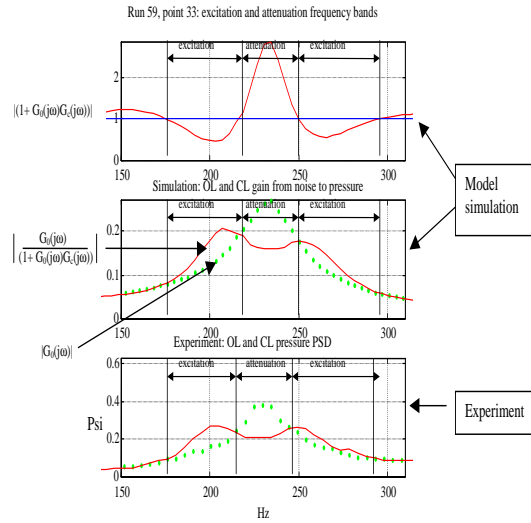 Run 59, point 33: excitation and attenuation frequency bands
excitation attenuation excitation
2
1
0
|(1+ G₀(jω)G꜀(jω))|
150 200 250 300
Model
simulation
Simulation: OL and CL gain from noise to pressure
excitation attenuation excitation
0.2
0.1
0
| G₀(jω) |
(1+ G₀(jω)G꜀(jω))
150 200 250 300
|G₀(jω)|
Experiment: OL and CL pressure PSD
excitation attenuation excitation
0.6
0.4
0.2
0
Psi
Experiment
150 200 250 300
Hz